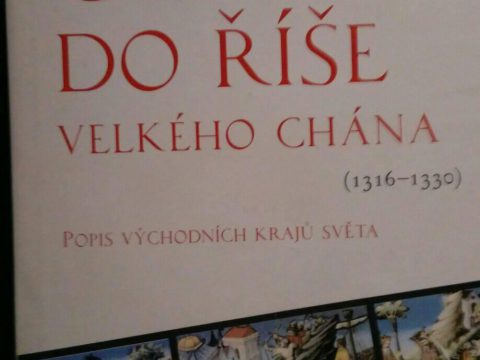 DO ŘÍŠE
VELKÉHO CHÁNA
(1316–1330)
POPIS VÝCHODNÍCH KRAJŮ SVĚTA